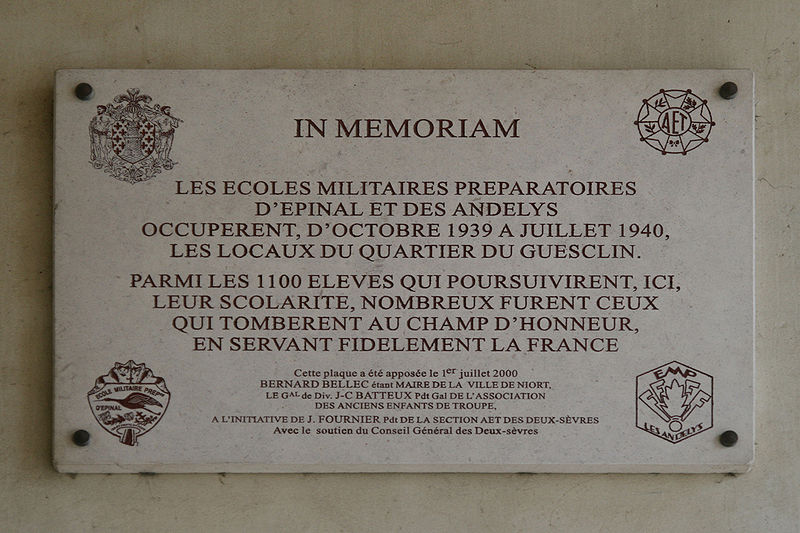 IN MEMORIAM
AET
LES ECOLES MILITAIRES PREPARATOIRES
D'EPINAL ET DES ANDELYS
OCCUPERENT, D'OCTOBRE 1939 A JUILLET 1940,
LES LOCAUX DU QUARTIER DU GUESCLIN.
PARMI LES 1100 ELEVES QUI POURSUIVIRENT, ICI,
LEUR SCOLARITE, NOMBREUX FURENT CEUX
QUI TOMBERENT AU CHAMP D'HONNEUR,
EN SERVANT FIDELEMENT LA FRANCE
Cette plaque a été apposée le 1er juillet 2000
BERNARD BELLEC étant MAIRE DE LA VILLE DE NIORT,
LE GAL de Div. J-C BATTEUX Pdt Gal DE L'ASSOCIATION
DES ANCIENS ENFANTS DE TROUPE,
A L'INITIATIVE DE J. FOURNIER Pdt DE LA SECTION AET DES DEUX-SÈVRES
Avec le soutien du Conseil Général des Deux-sèvres
ECOLE MILITAIRE PREPRE
D'EPINAL
EMP
LES ANDELYS